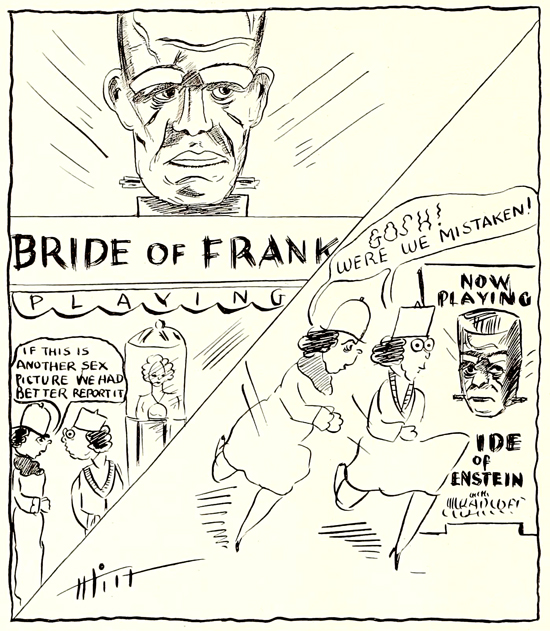 BRIDE OF FRANK
PLAYING
IF THIS IS
ANOTHER SEX
PICTURE WE HAD
BETTER REPORT IT
GOSH!
WERE WE MISTAKEN!
NOW
PLAYING
IDE
OF
ENSTEIN